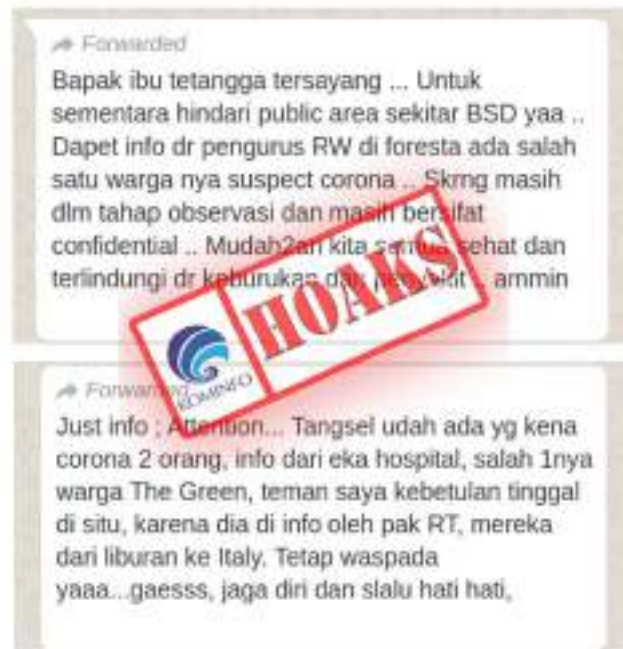 Forwarded
Bapak ibu tetangga tersayang ... Untuk
sementara hindari public area sekitar BSD yaa ..
Dapet info dr pengurus RW di foresta ada salah
satu warga nya suspect corona .. Skrng masih
dlm tahap observasi dan masih bersifat
confidential .. Mudah2an kita semua sehat dan
terlindungi dr keburukan dan penyakit .. ammin
HOAKS
KOMINFO
Forwarded
Just info ; Attention... Tangsel udah ada yg kena
corona 2 orang, info dari eka hospital, salah 1nya
warga The Green, teman saya kebetulan tinggal
di situ, karena dia di info oleh pak RT, mereka
dari liburan ke Italy. Tetap waspada
yaaa...gaesss, jaga diri dan slalu hati hati,